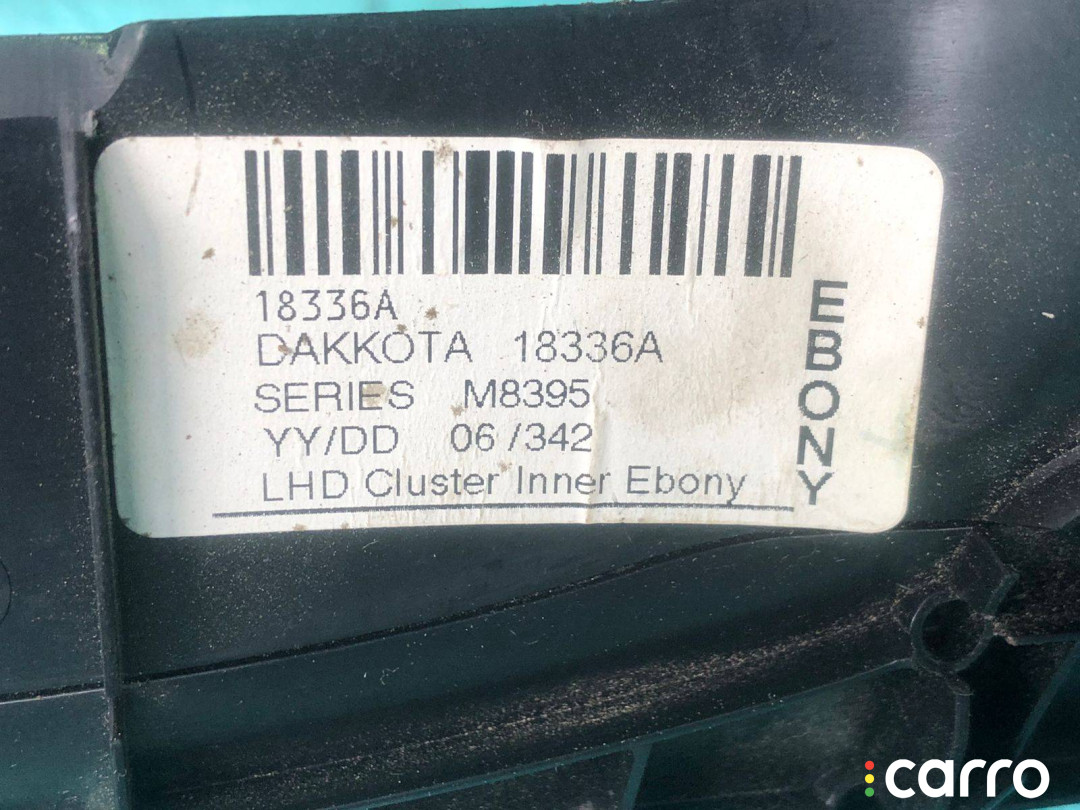 18336A
DAKKOTA 18336A
SERIES M8395
YY/DD 06 /342
LHD Cluster Inner Ebony
EBONY
carro